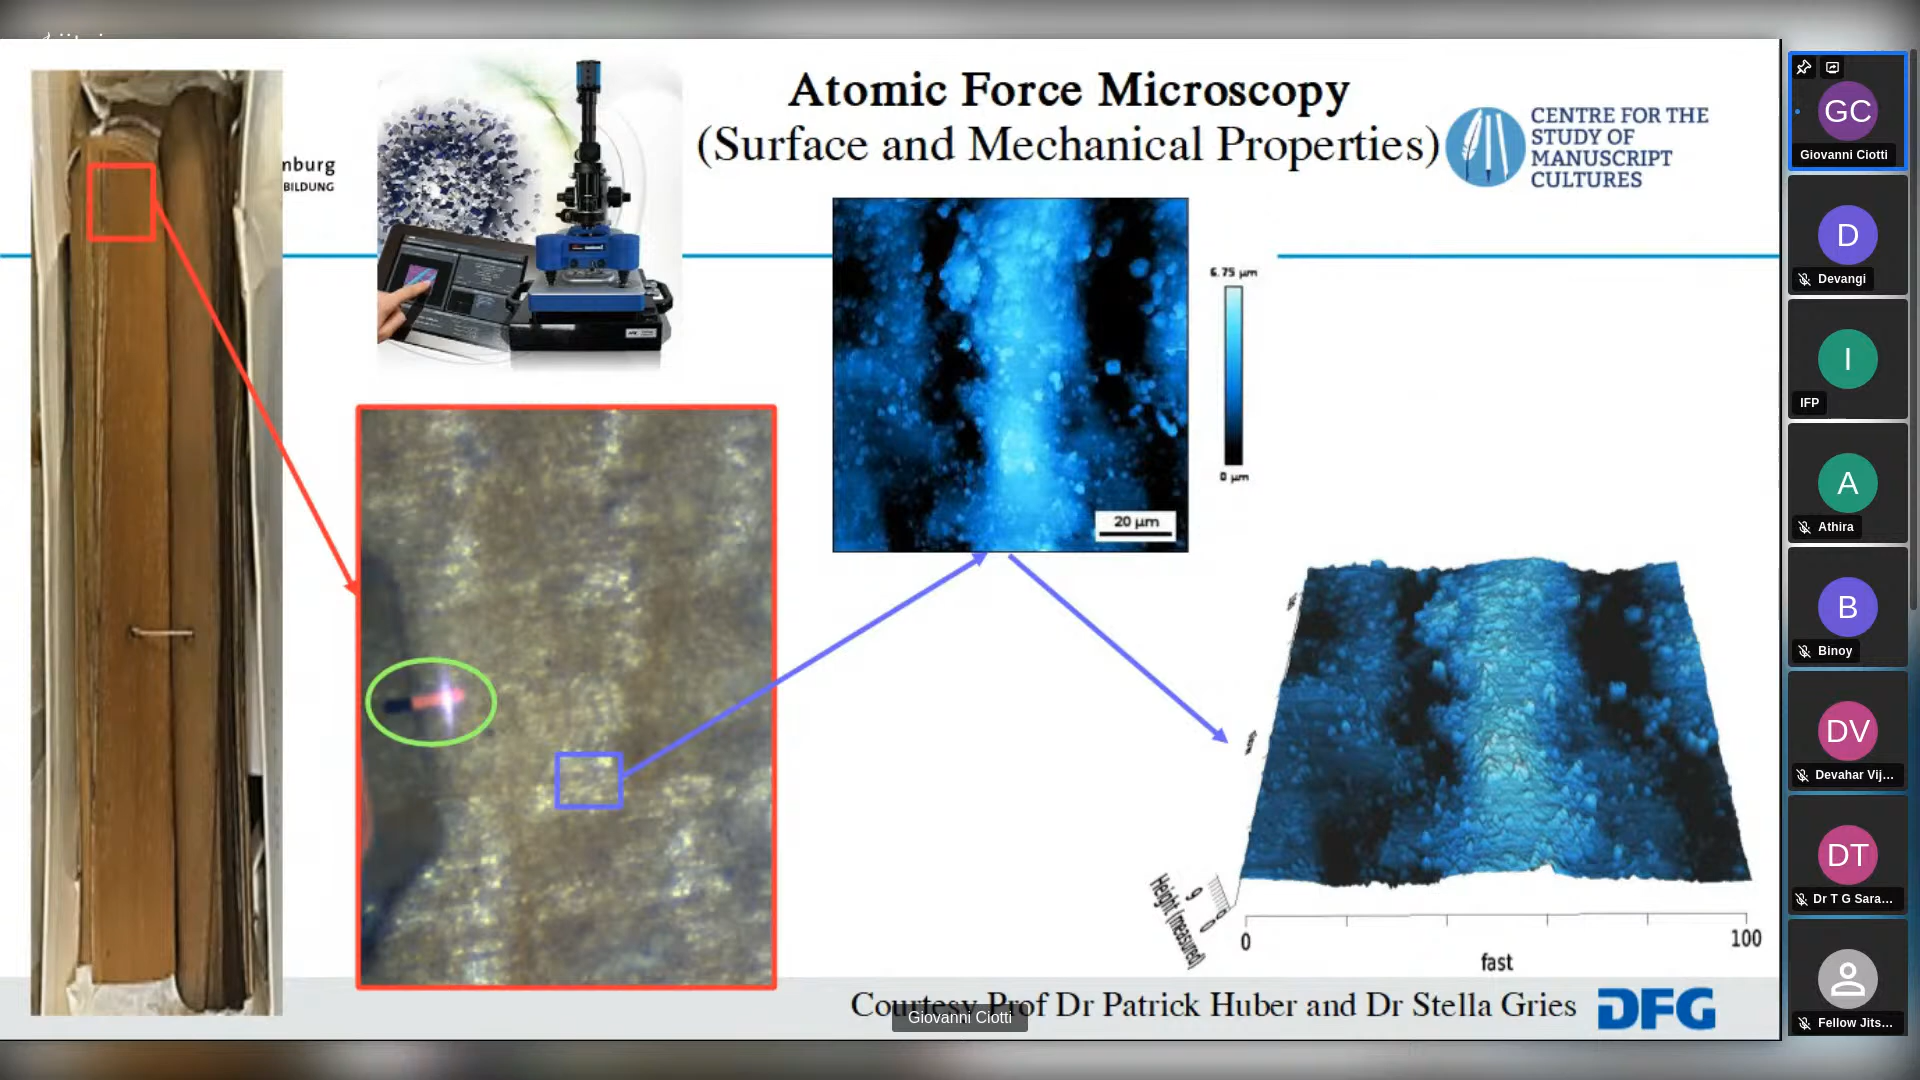 Atomic Force Microscopy
(Surface and Mechanical Properties)
CENTRE FOR THE
STUDY OF
MANUSCRIPT
CULTURES
nburg
BILDUNG
6.75 µm
0 µm
20 µm
Height (measured)
0
100
fast
Courtesy Prof Dr Patrick Huber and Dr Stella Gries
DFG
Giovanni Ciotti
GC
Giovanni Ciotti
D
Devangi
I
IFP
A
Athira
B
Binoy
DV
Devahar Vij...
DT
Dr T G Sara...
Fellow Jits...